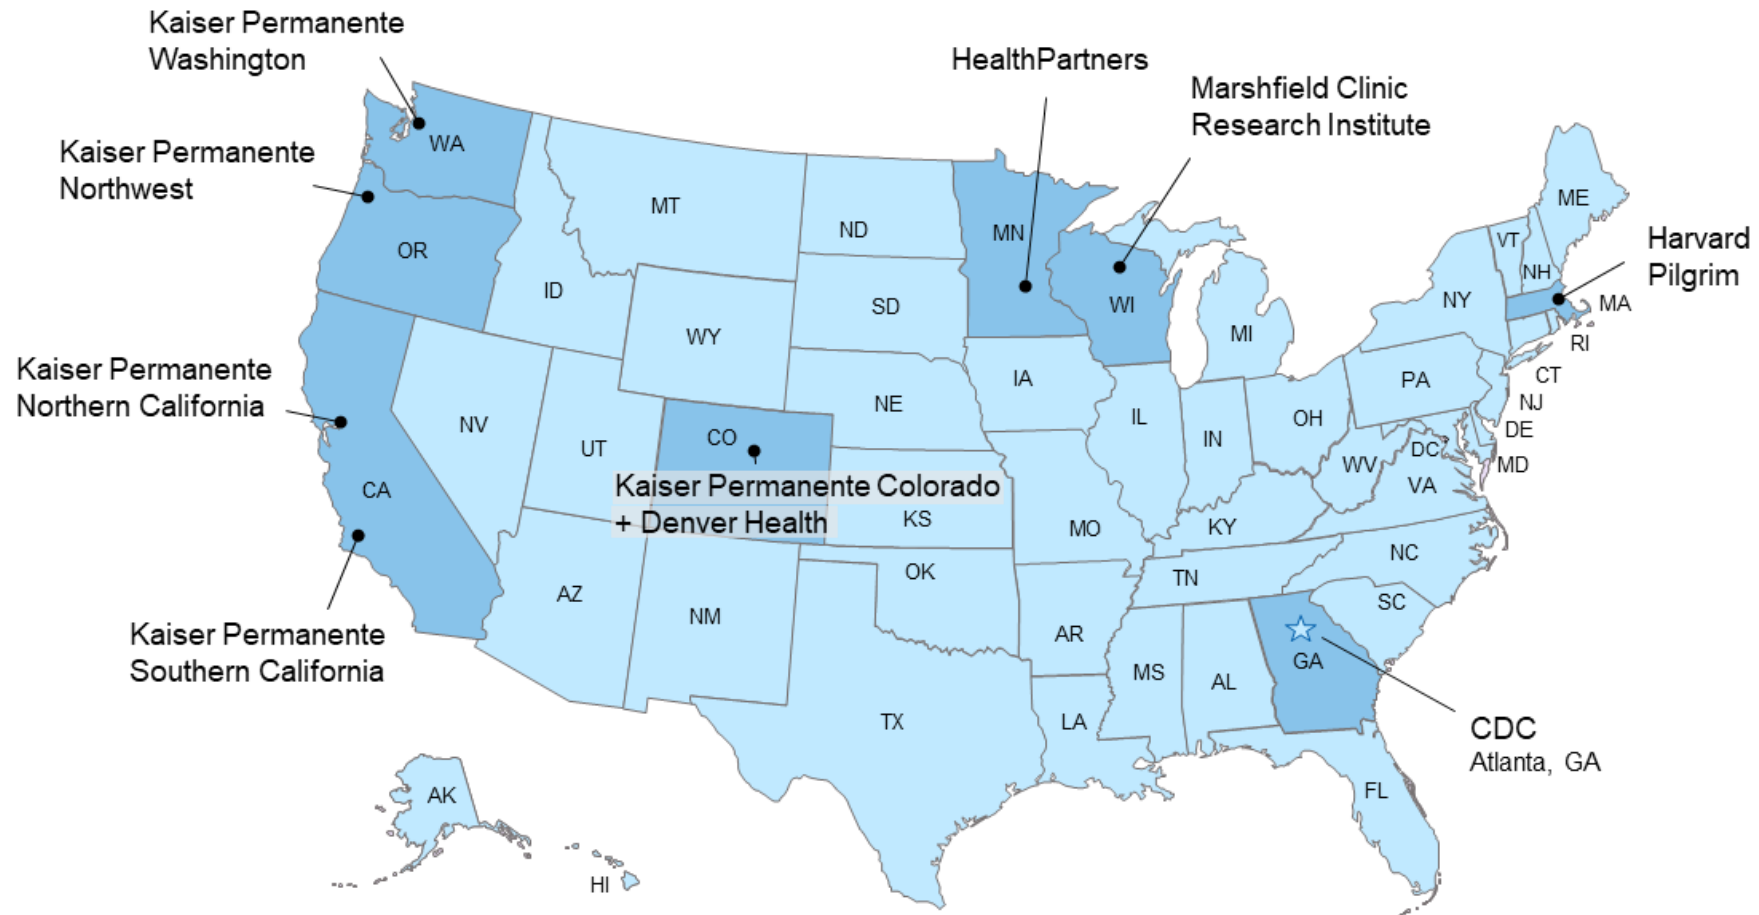 Kaiser Permanente
Washington
HealthPartners
Marshfield Clinic
Research Institute
Kaiser Permanente
Northwest
Harvard
Pilgrim
Kaiser Permanente
Northern California
Kaiser Permanente Colorado
+ Denver Health
Kaiser Permanente
Southern California
CDC
Atlanta, GA
WA
OR
CA
ID
NV
MT
WY
UT
CO
AZ
NM
ND
SD
NE
KS
OK
TX
MN
IA
MO
AR
LA
WI
IL
MI
IN
OH
KY
TN
MS
AL
GA
FL
SC
NC
VA
WV
DC
MD
DE
NJ
PA
NY
CT
RI
MA
VT
NH
ME
AK
HI